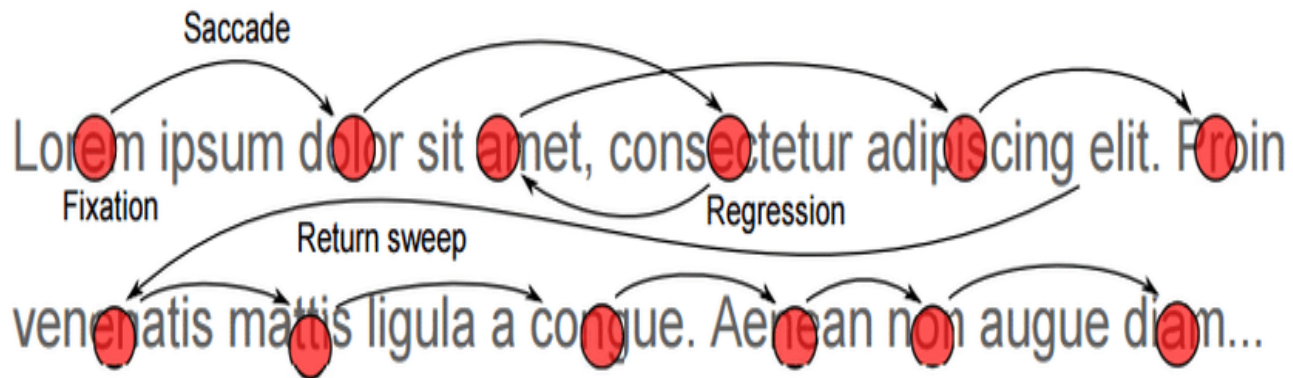 Saccade
Lorem ipsum dolor sit amet, consectetur adipiscing elit. Proin
Fixation
Regression
Return sweep
venenatis mattis ligula a congue. Aenean non augue diam...